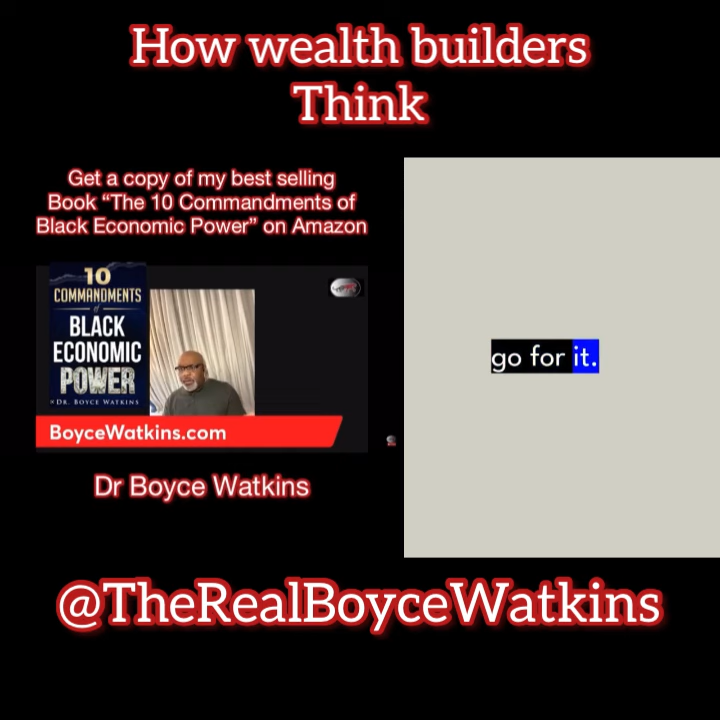 How wealth builders
Think
Get a copy of my best selling
Book “The 10 Commandments of
Black Economic Power” on Amazon
10
COMMANDMENTS
of
BLACK
ECONOMIC
POWER
DR. BOYCE WATKINS
BoyceWatkins.com
go for it.
Dr Boyce Watkins
@TheRealBoyceWatkins